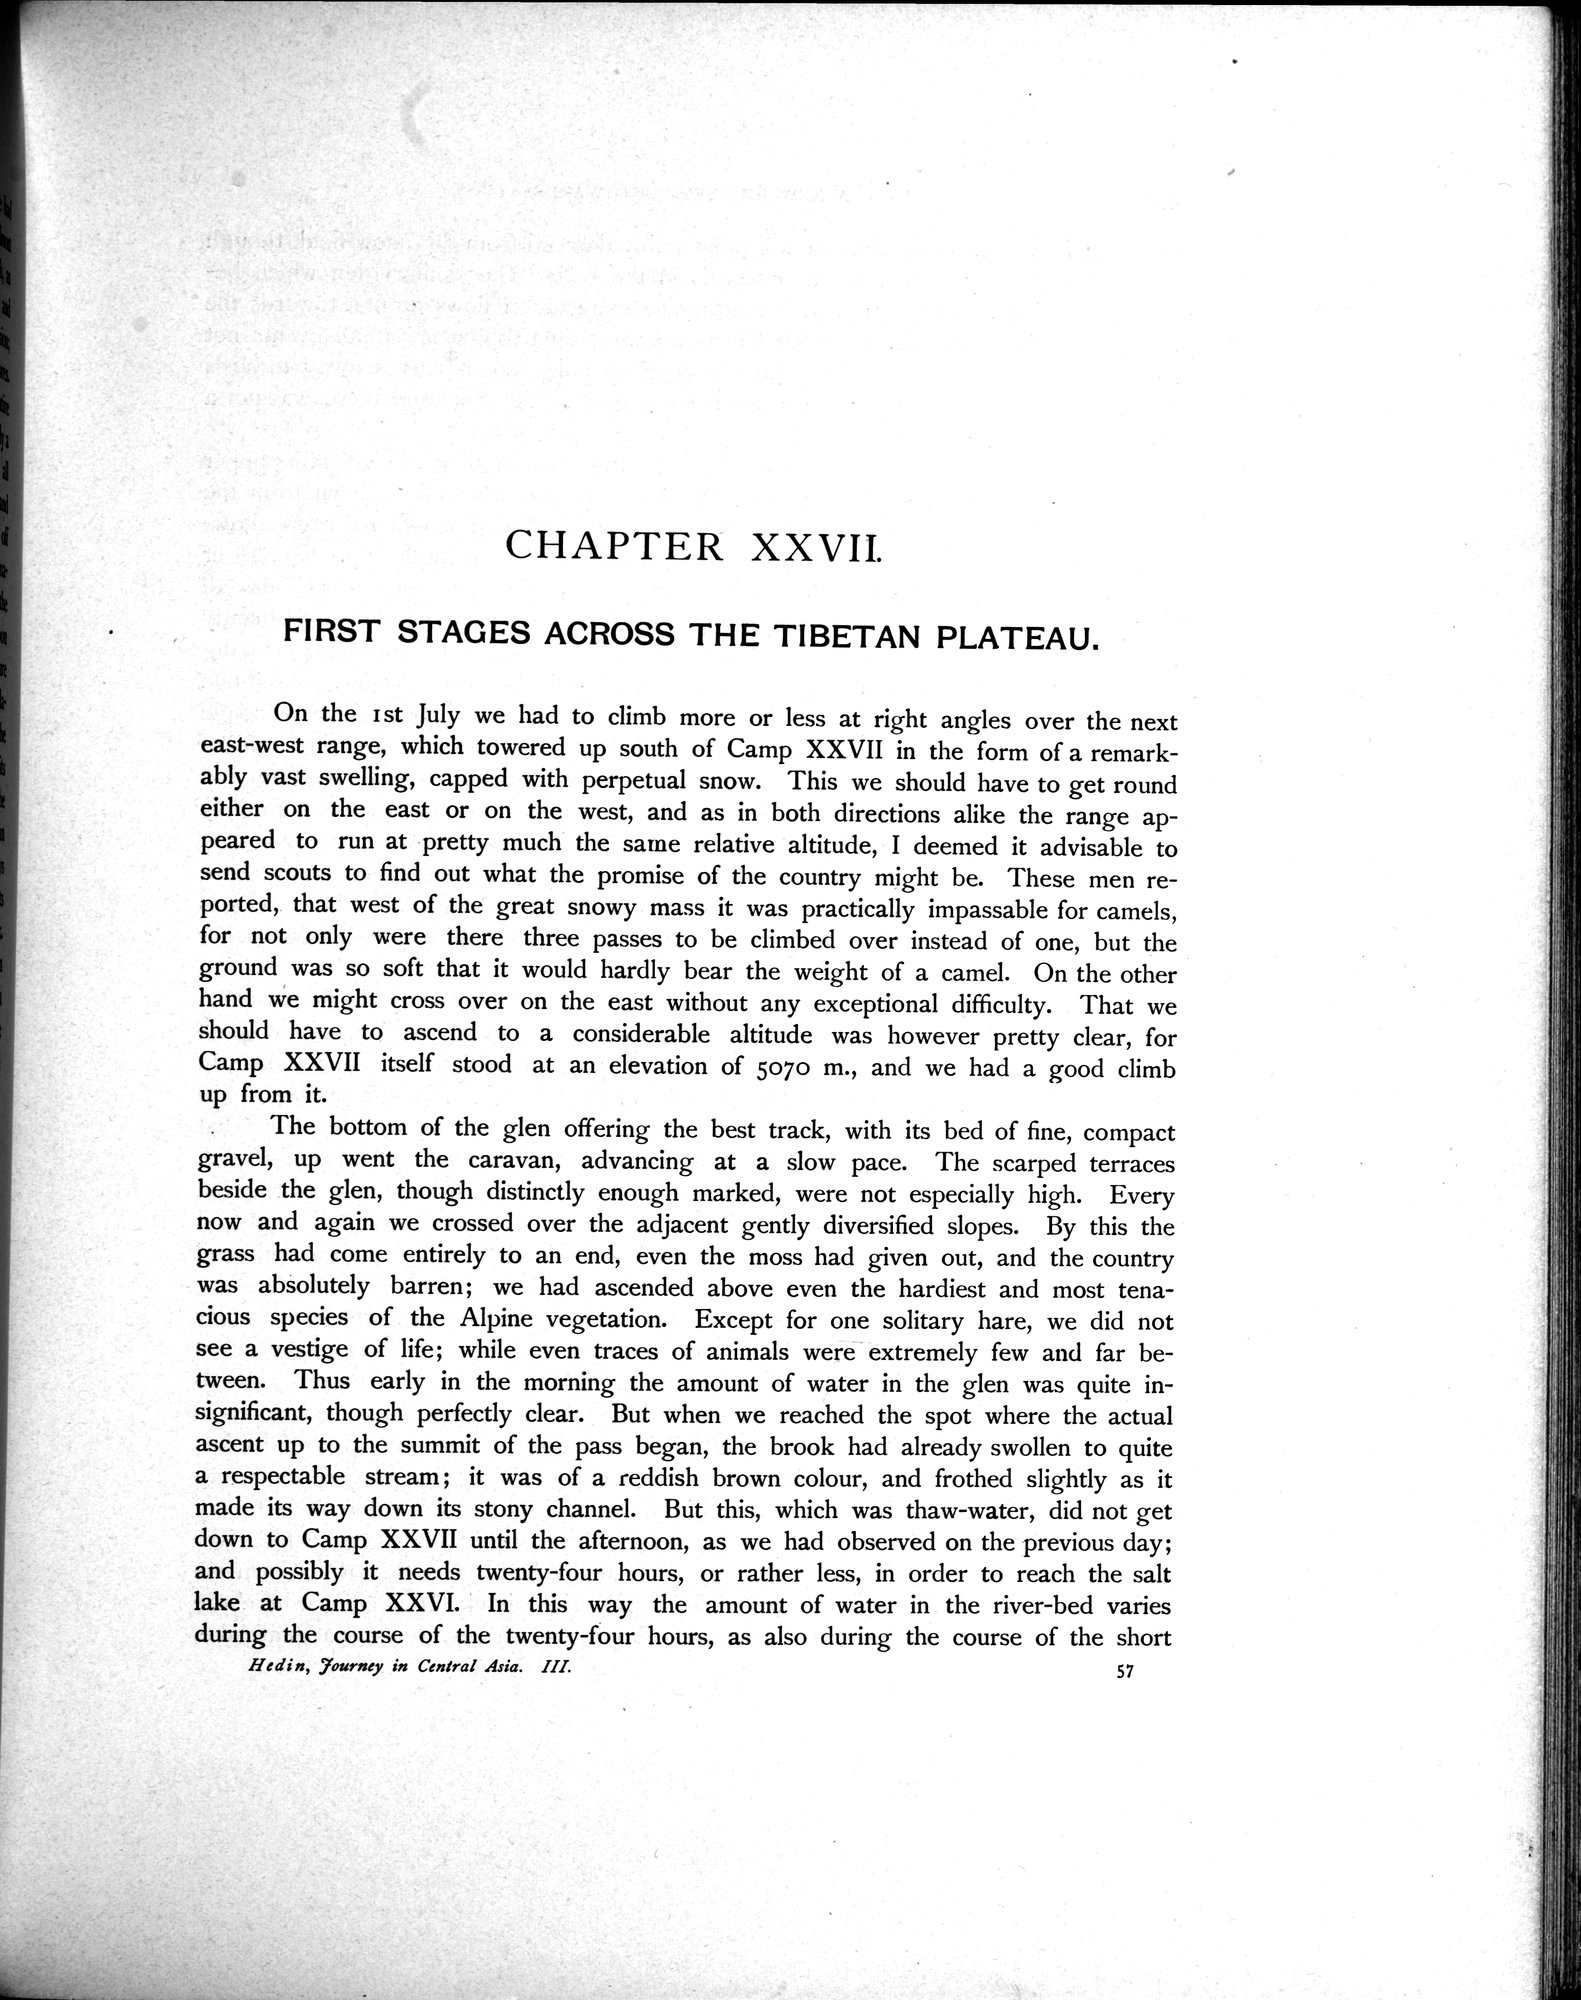 CHAPTER XXVII.
FIRST STAGES ACROSS THE TIBETAN PLATEAU.
On the 1st July we had to climb more or less at right angles over the next
east-west range, which towered up south of Camp XXVII in the form of a remark-
ably vast swelling, capped with perpetual snow. This we should have to get round
either on the east or on the west, and as in both directions alike the range ap-
peared to run at pretty much the same relative altitude, I deemed it advisable to
send scouts to find out what the promise of the country might be. These men re-
ported, that west of the great snowy mass it was practically impassable for camels,
for not only were there three passes to be climbed over instead of one, but the
ground was so soft that it would hardly bear the weight of a camel. On the other
hand we might cross over on the east without any exceptional difficulty. That we
should have to ascend to a considerable altitude was however pretty clear, for
Camp XXVII itself stood at an elevation of 5070 m., and we had a good climb
up from it.
The bottom of the glen offering the best track, with its bed of fine, compact
gravel, up went the caravan, advancing at a slow pace. The scarped terraces
beside the glen, though distinctly enough marked, were not especially high. Every
now and again we crossed over the adjacent gently diversified slopes. By this the
grass had come entirely to an end, even the moss had given out, and the country
was absolutely barren; we had ascended above even the hardiest and most tena-
cious species of the Alpine vegetation. Except for one solitary hare, we did not
see a vestige of life; while even traces of animals were extremely few and far be-
tween. Thus early in the morning the amount of water in the glen was quite in-
significant, though perfectly clear. But when we reached the spot where the actual
ascent up to the summit of the pass began, the brook had already swollen to quite
a respectable stream; it was of a reddish brown colour, and frothed slightly as it
made its way down its stony channel. But this, which was thaw-water, did not get
down to Camp XXVII until the afternoon, as we had observed on the previous day;
and possibly it needs twenty-four hours, or rather less, in order to reach the salt
lake at Camp XXVI. In this way the amount of water in the river-bed varies
during the course of the twenty-four hours, as also during the course of the short
Hedin, Journey in Central Asia. III. 57